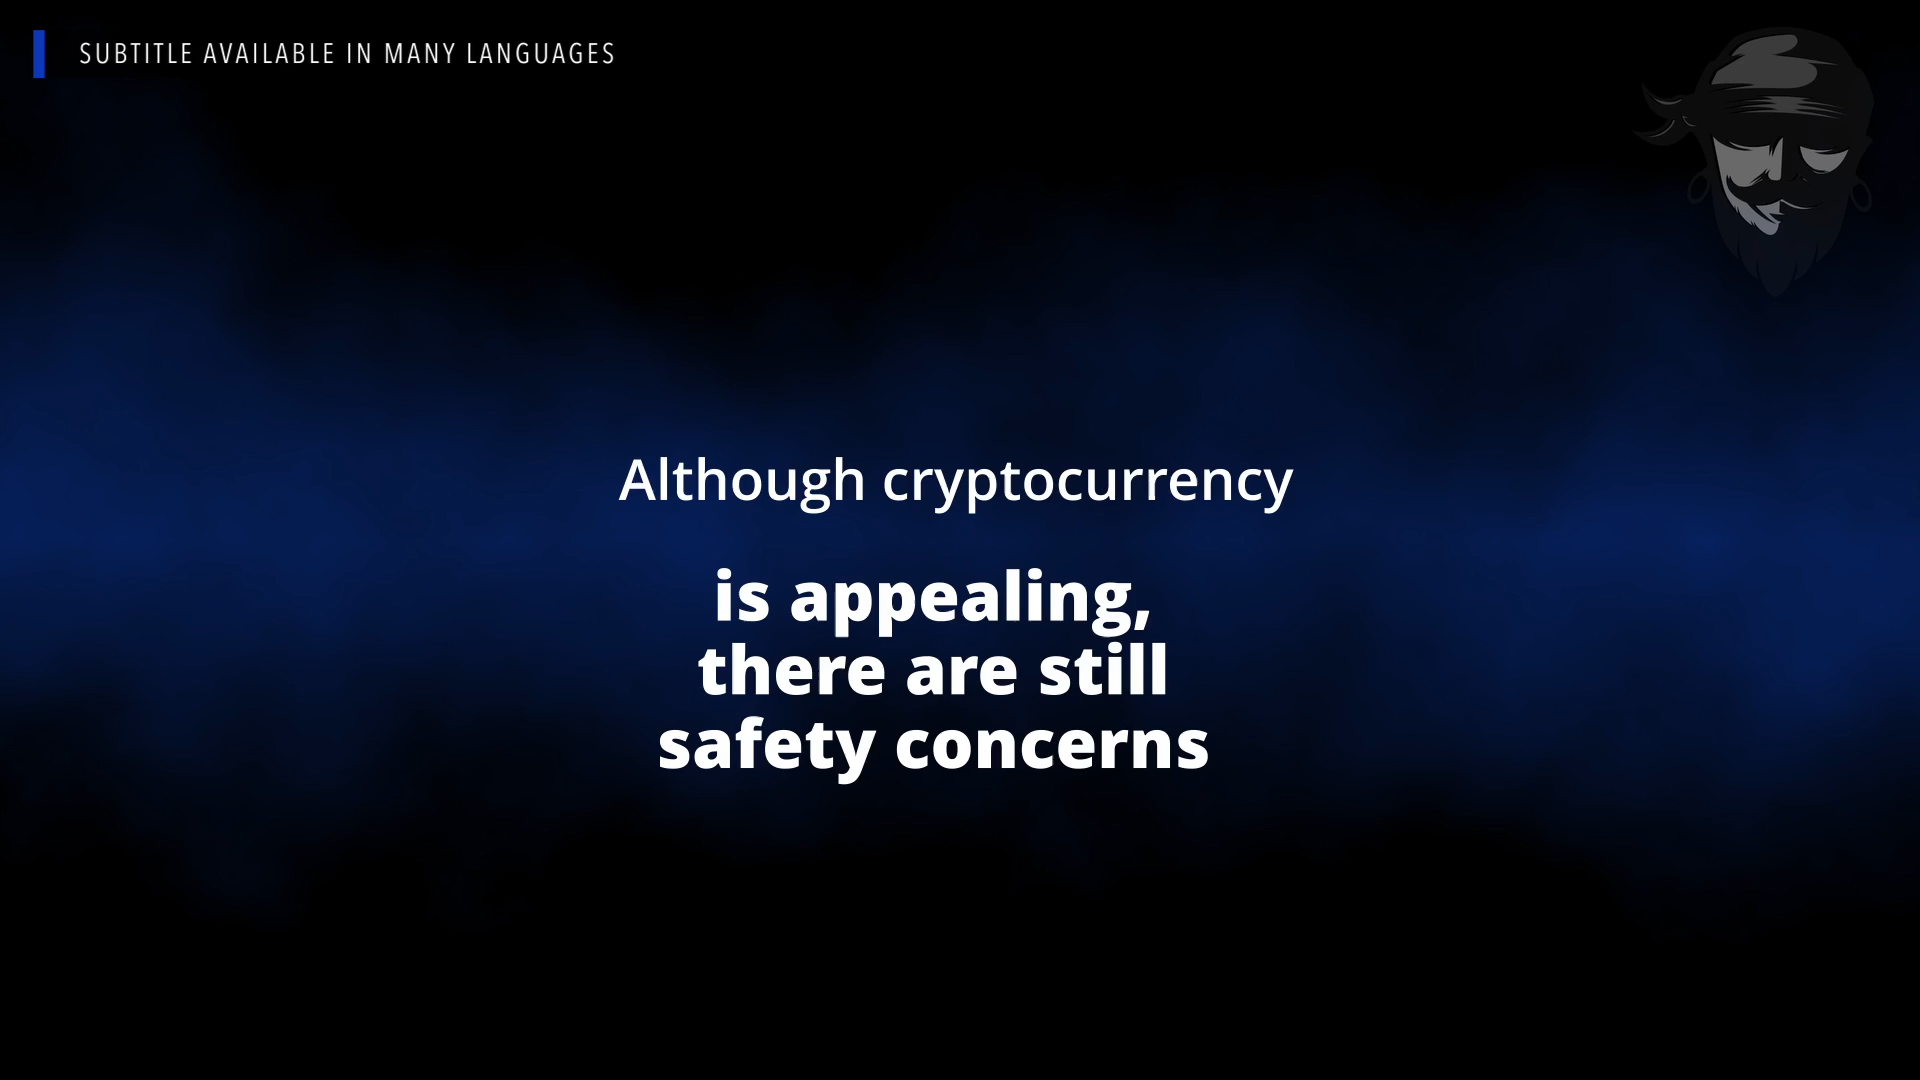 SUBTITLE AVAILABLE IN MANY LANGUAGES
Although cryptocurrency
is appealing,
there are still
safety concerns